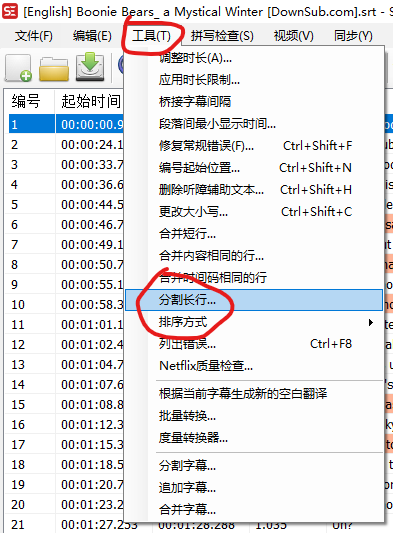 SE [English] Boonie Bears_ a Mystical Winter [DownSub.com].srt - S
文件(F) 编辑(E) 工具(T) 拼写检查(S) 视频(V) 同步(Y)
编号 起始时间
1 00:00:00.9
2 00:00:24.1
3 00:00:33.7
4 00:00:36.6
5 00:00:44.5
6 00:00:46.7
7 00:00:49.1
8 00:00:50.7
9 00:00:55.1
10 00:00:58.3
11 00:01:01.1
12 00:01:02.4
13 00:01:04.7
14 00:01:07.6
15 00:01:08.8
16 00:01:12.3
17 00:01:15.3
18 00:01:18.5
19 00:01:20.7
20 00:01:23.2
21 00:01:27.253 00:01:28.288 1.035 Uh?
调整时长(A)...
应用时长限制...
桥接字幕间隔
段落间最小显示时间...
修复常规错误(F)... Ctrl+Shift+F
编号起始位置... Ctrl+Shift+N
删除听障辅助文本... Ctrl+Shift+H
更改大小写... Ctrl+Shift+C
合并短行...
合并内容相同的行...
合并时间码相同的行
分割长行...
排序方式
列出错误... Ctrl+F8
Netflix质量检查...
根据当前字幕生成新的空白翻译
批量转换...
度量转换器...
分割字幕...
追加字幕...
合并字幕...